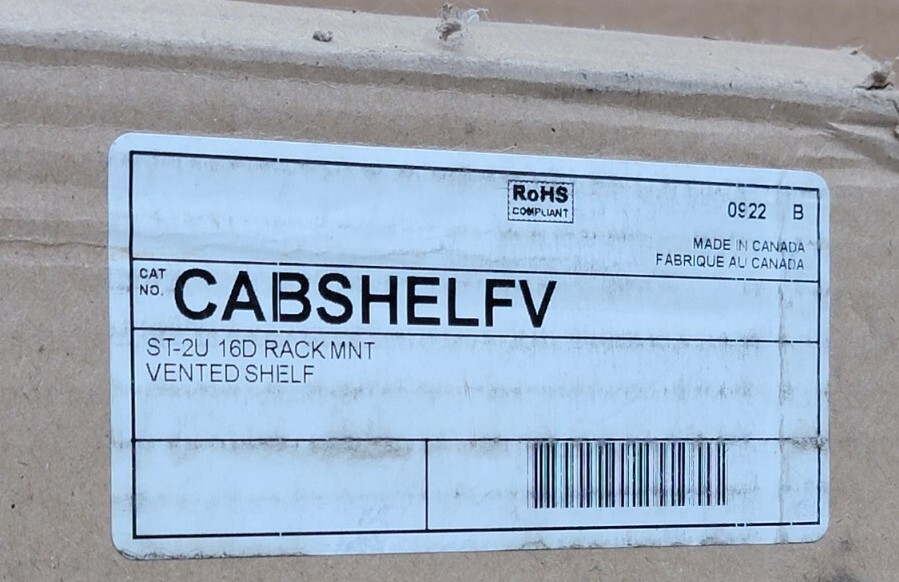 RoHS
COMPLIANT
0922 B
MADE IN CANADA
FABRIQUE AU CANADA
CAT
NO.
CABSHELFV
ST-2U 16D RACK MNT
VENTED SHELF